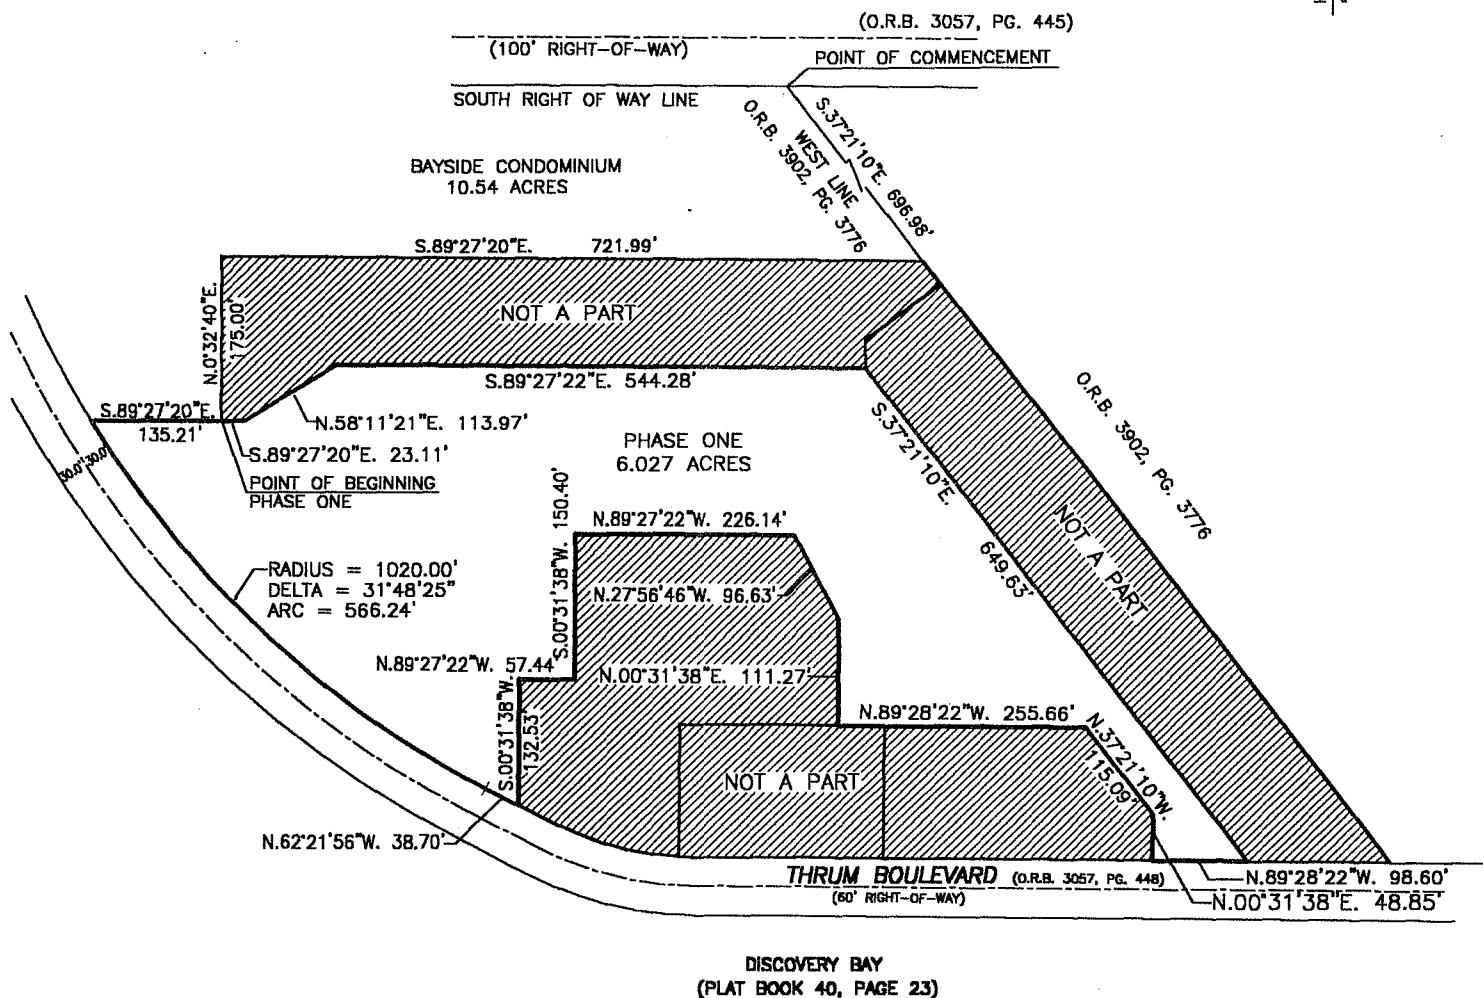 (O.R.B. 3057, PG. 445)
(100' RIGHT-OF-WAY)
POINT OF COMMENCEMENT
SOUTH RIGHT OF WAY LINE
S.37°21'10"E. 696.98'
WEST LINE
O.R.B. 3902, PG. 3776
BAYSIDE CONDOMINIUM
10.54 ACRES
S.89°27'20"E. 721.99'
N.0°32'40"E.
175.00'
NOT A PART
S.89°27'22"E. 544.28'
S.89°27'20"E.
135.21'
N.58°11'21"E. 113.97'
S.89°27'20"E. 23.11'
POINT OF BEGINNING
PHASE ONE
30.0'
30.0'
PHASE ONE
6.027 ACRES
O.R.B. 3902, PG. 3776
S.37°21'10"E.
649.63'
NOT A PART
N.89°27'22"W. 226.14'
S.00°31'38"W. 150.40'
RADIUS = 1020.00'
DELTA = 31°48'25"
ARC = 566.24'
N.27°56'46"W. 96.63'
N.89°27'22"W. 57.44'
N.00°31'38"E. 111.27'
S.00°31'38"W.
132.53'
N.89°28'22"W. 255.66'
N.37°21'10"W.
115.09'
NOT A PART
N.62°21'56"W. 38.70'
THRUM BOULEVARD (O.R.B. 3057, PG. 448)
(60' RIGHT-OF-WAY)
N.89°28'22"W. 98.60'
N.00°31'38"E. 48.85'
DISCOVERY BAY
(PLAT BOOK 40, PAGE 23)